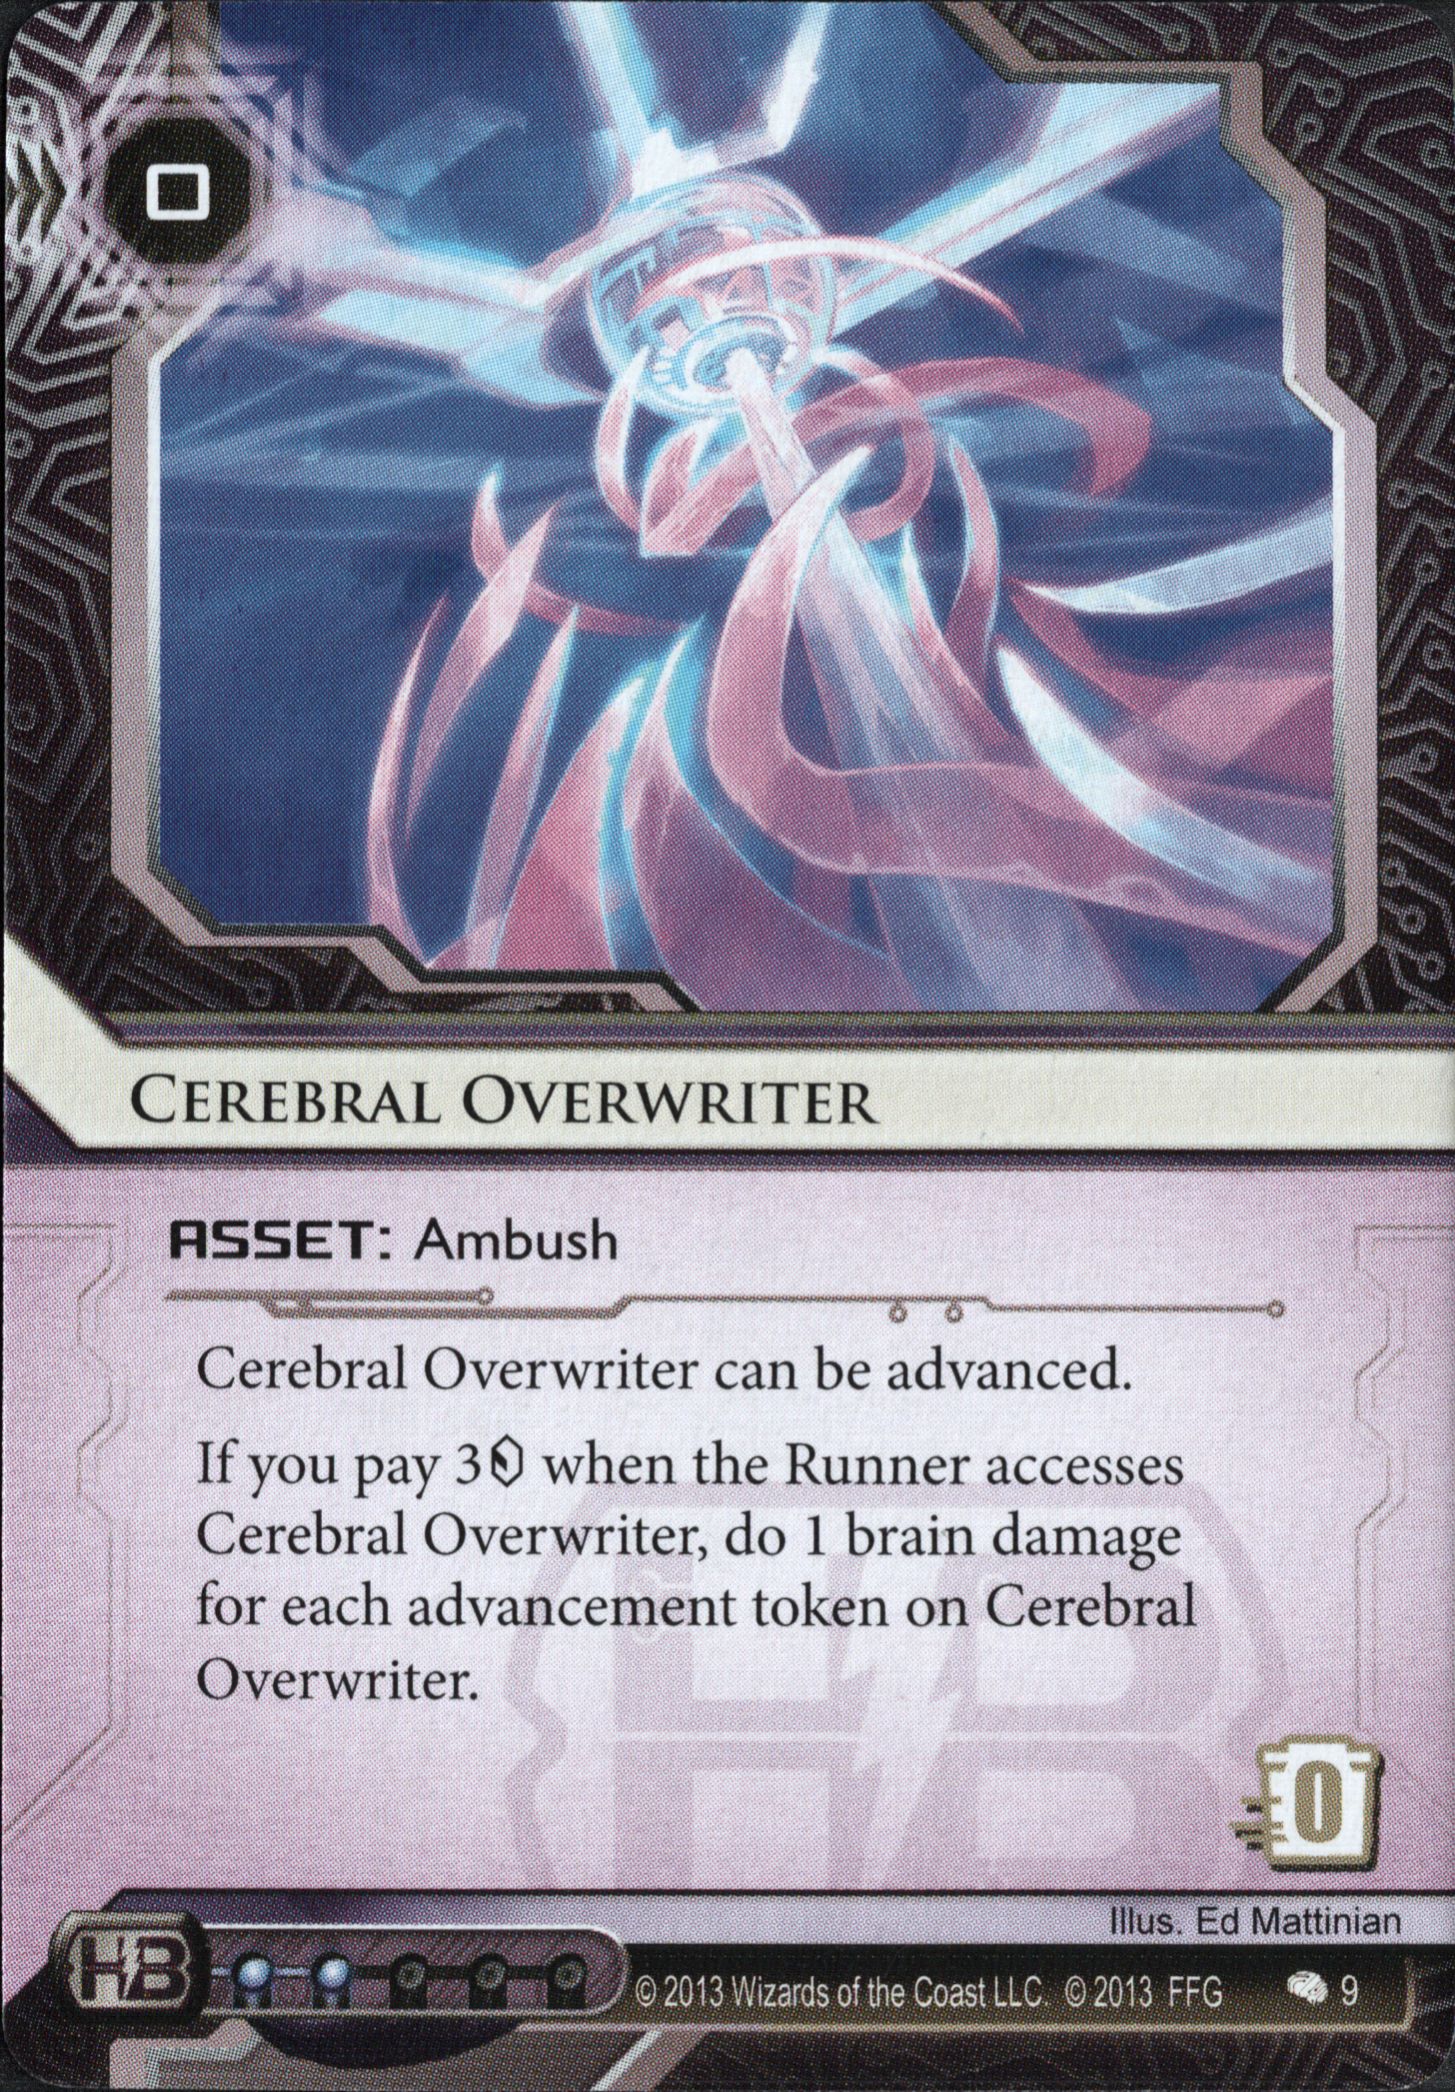 CEREBRAL OVERWRITER
ASSET: Ambush
Cerebral Overwriter can be advanced.
If you pay 3 when the Runner accesses
Cerebral Overwriter, do 1 brain damage
for each advancement token on Cerebral
Overwriter.
0
Illus. Ed Mattinian
HB
© 2013 Wizards of the Coast LLC. © 2013 FFG 9